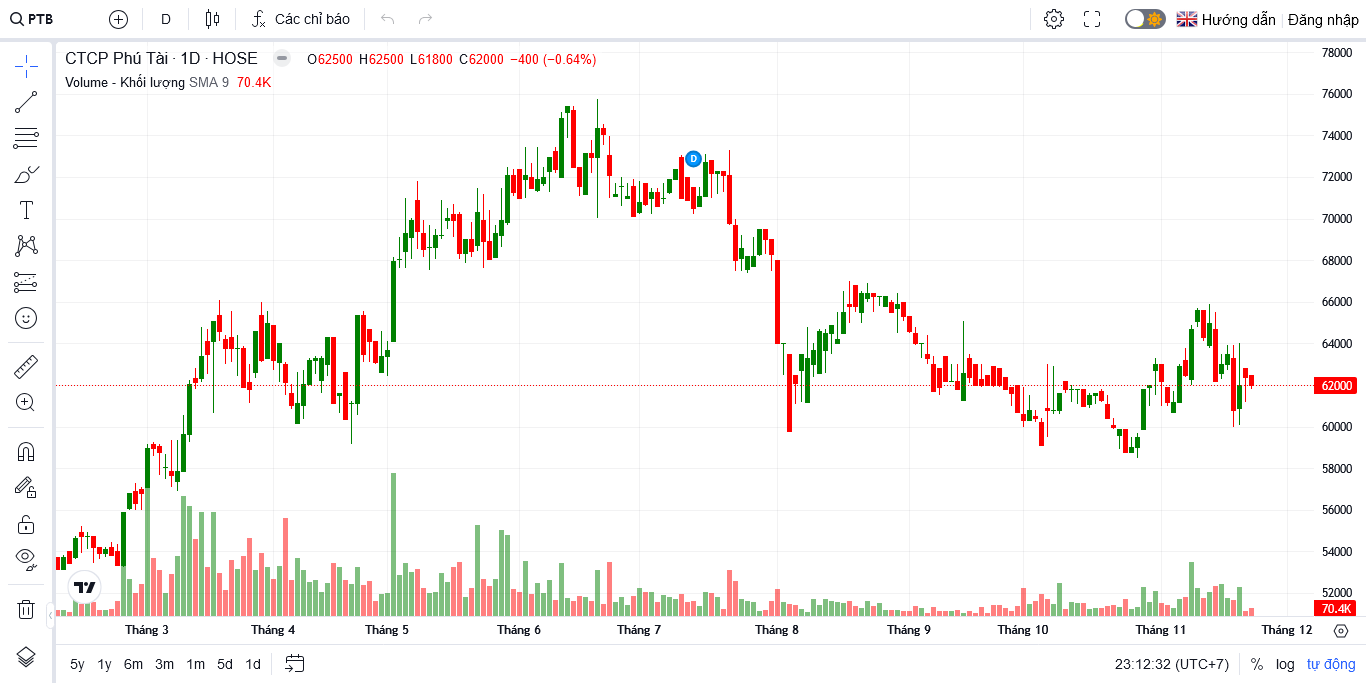 PTB D Các chỉ báo Hướng dẫn Đăng nhập
CTCP Phú Tài · 1D · HOSE O62500 H62500 L61800 C62000 −400 (−0.64%)
Volume - Khối lượng SMA 9 70.4K
D
78000
76000
74000
72000
70000
68000
66000
64000
62000
60000
58000
56000
54000
52000
70.4K
Tháng 3 Tháng 4 Tháng 5 Tháng 6 Tháng 7 Tháng 8 Tháng 9 Tháng 10 Tháng 11 Tháng 12
5y 1y 6m 3m 1m 5d 1d 23:12:32 (UTC+7) % log tự động